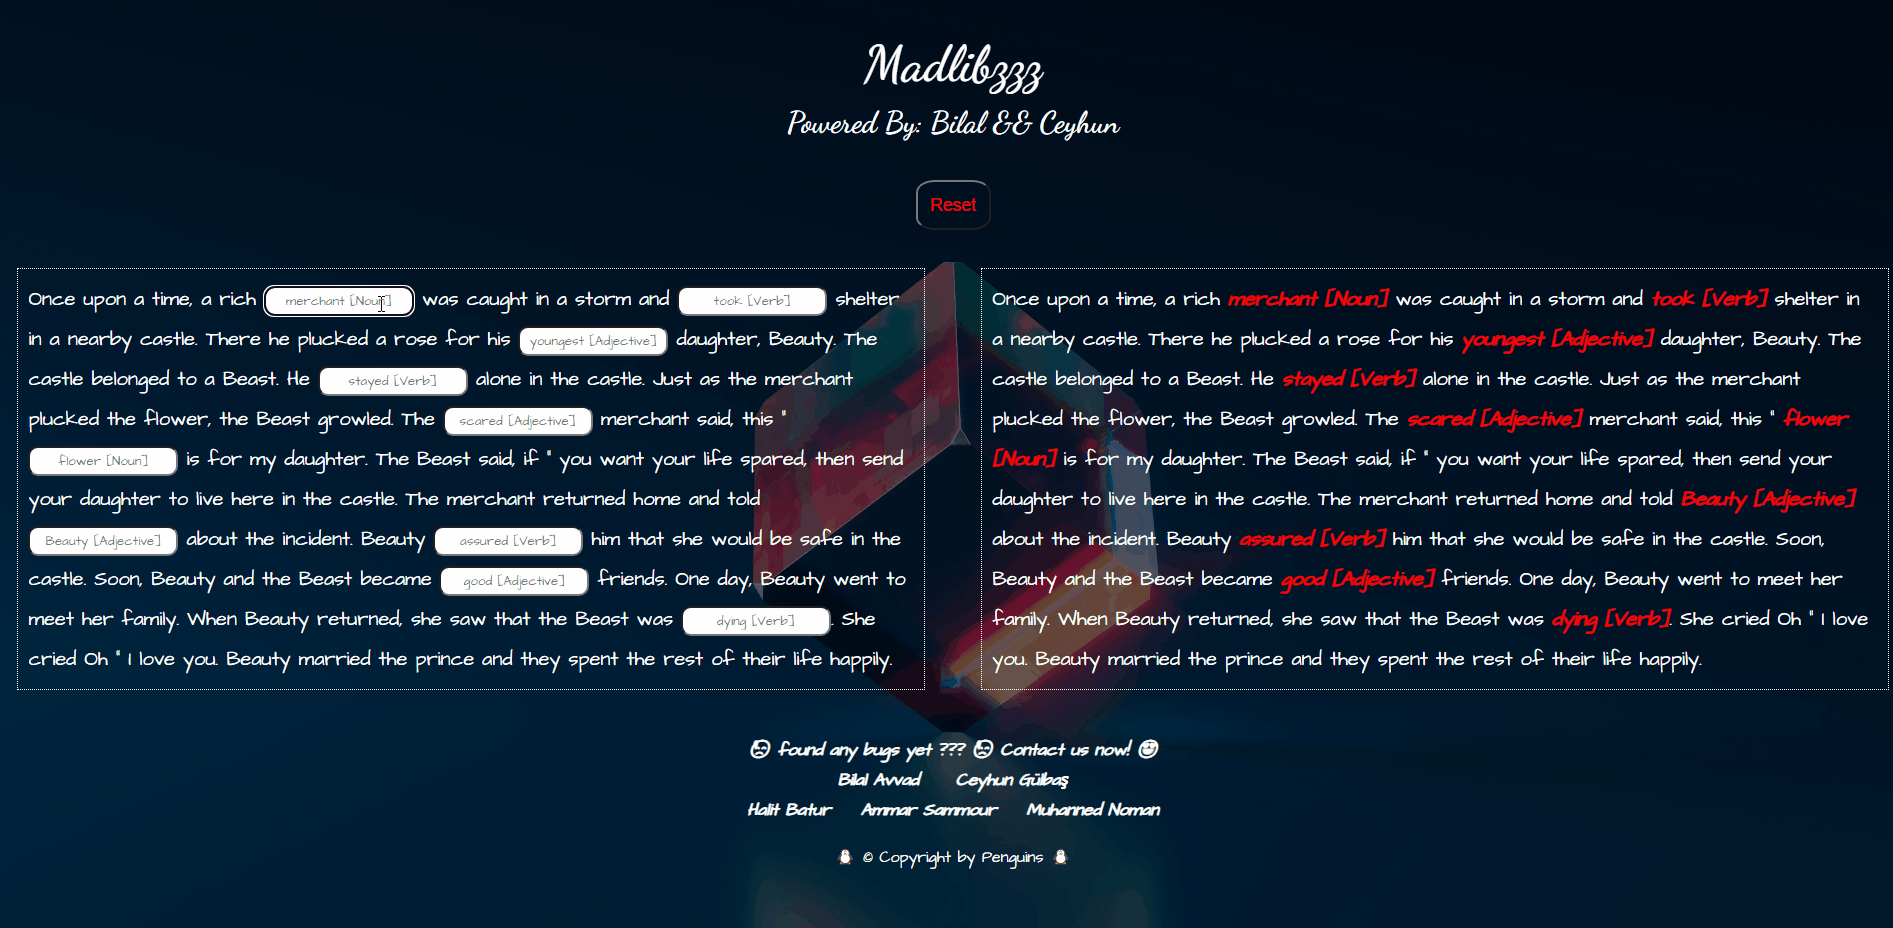 Madlibzzz
Powered By: Bilal && Ceyhun
Reset
Once upon a time, a rich merchant [Noun] was caught in a storm and took [Verb] shelter
in a nearby castle. There he plucked a rose for his youngest [Adjective] daughter, Beauty. The
castle belonged to a Beast. He stayed [Verb] alone in the castle. Just as the merchant
plucked the flower, the Beast growled. The scared [Adjective] merchant said, this "
flower [Noun] is for my daughter. The Beast said, if " you want your life spared, then send
your daughter to live here in the castle. The merchant returned home and told
Beauty [Adjective] about the incident. Beauty assured [Verb] him that she would be safe in the
castle. Soon, Beauty and the Beast became good [Adjective] friends. One day, Beauty went to
meet her family. When Beauty returned, she saw that the Beast was dying [Verb]. She
cried Oh " I love you. Beauty married the prince and they spent the rest of their life happily.
Once upon a time, a rich merchant [Noun] was caught in a storm and took [Verb] shelter in
a nearby castle. There he plucked a rose for his youngest [Adjective] daughter, Beauty. The
castle belonged to a Beast. He stayed [Verb] alone in the castle. Just as the merchant
plucked the flower, the Beast growled. The scared [Adjective] merchant said, this " flower
[Noun] is for my daughter. The Beast said, if " you want your life spared, then send your
daughter to live here in the castle. The merchant returned home and told Beauty [Adjective]
about the incident. Beauty assured [Verb] him that she would be safe in the castle. Soon,
Beauty and the Beast became good [Adjective] friends. One day, Beauty went to meet her
family. When Beauty returned, she saw that the Beast was dying [Verb]. She cried Oh " I love
you. Beauty married the prince and they spent the rest of their life happily.
found any bugs yet ??? Contact us now!
Bilal Avvad Ceyhun Gülbaş
Halit Batur Ammar Sammour Muhanned Noman
© Copyright by Penguins